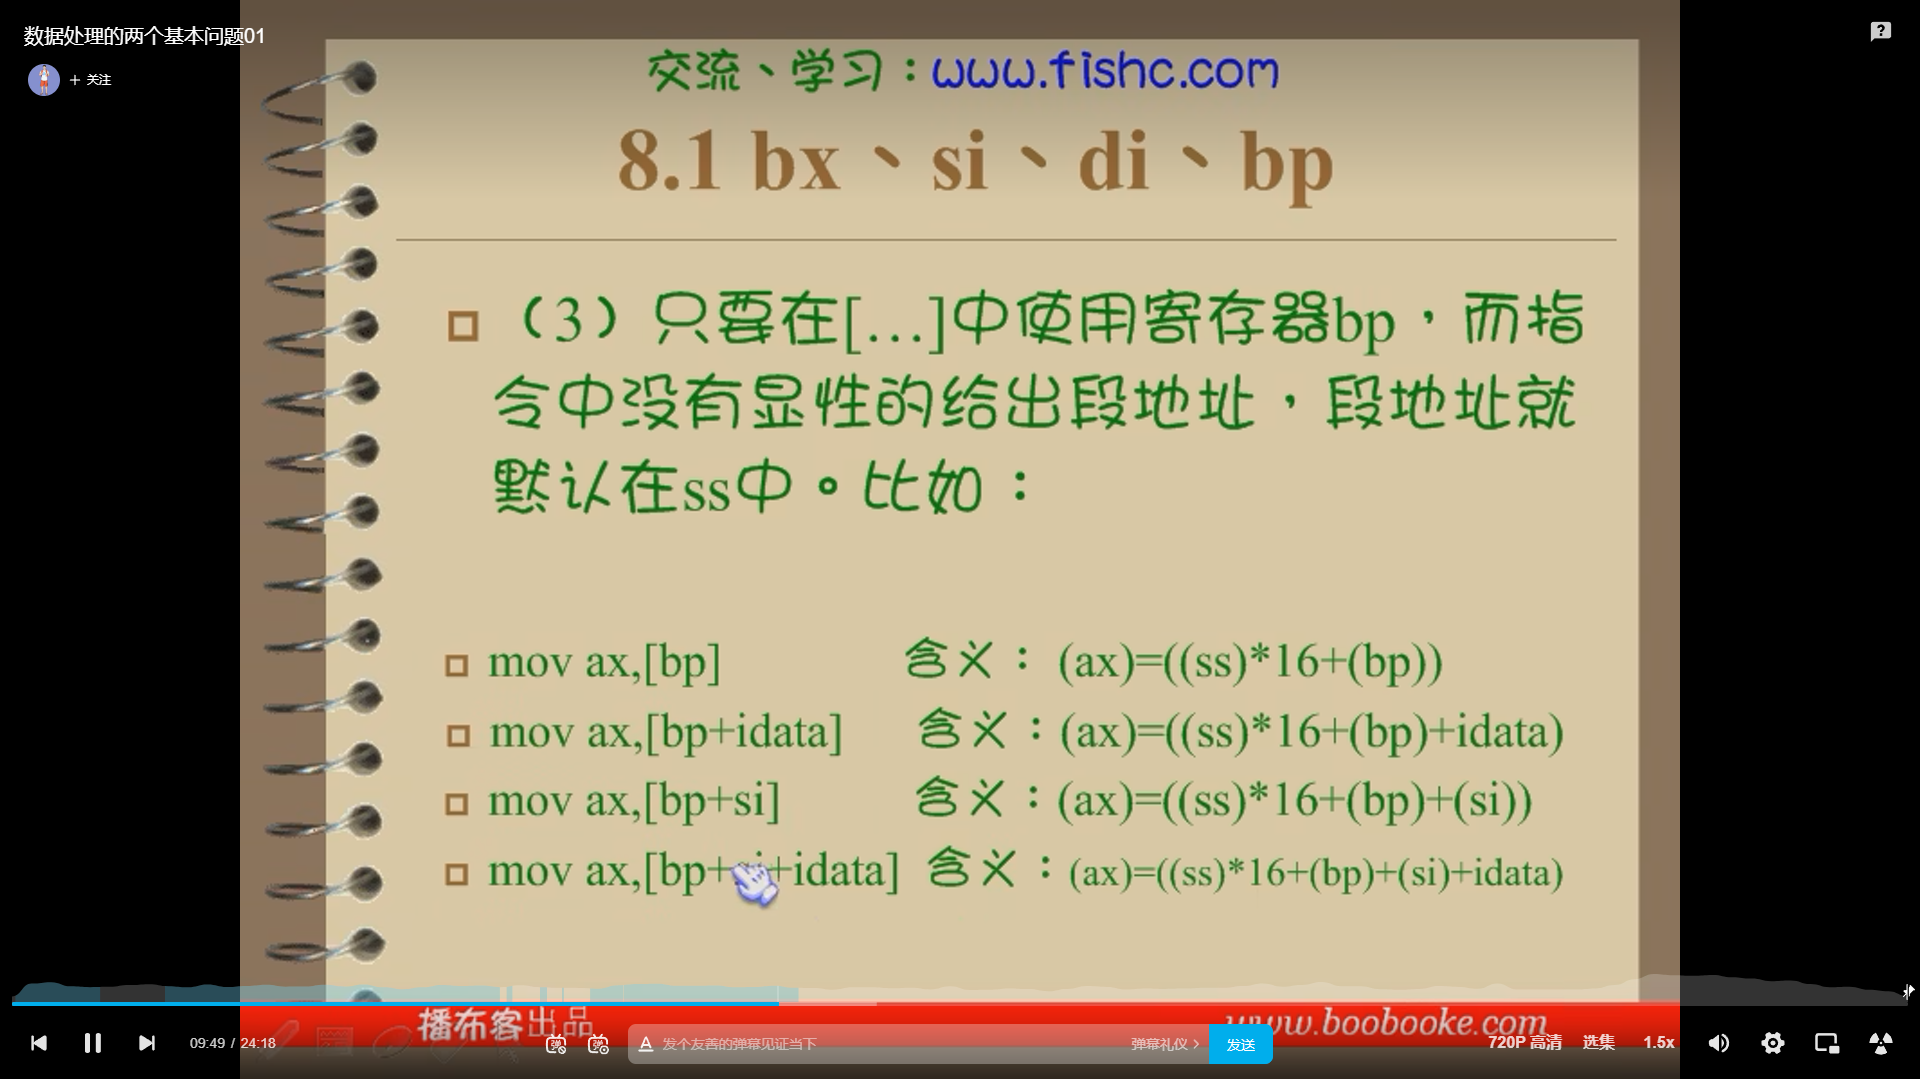 数据处理的两个基本问题01
+ 关注
交流、学习：www.fishc.com
8.1 bx、si、di、bp
（3）只要在[…]中使用寄存器bp，而指
令中没有显性的给出段地址，段地址就
默认在ss中。比如：
mov ax,[bp] 含义：(ax)=((ss)*16+(bp))
mov ax,[bp+idata] 含义：(ax)=((ss)*16+(bp)+idata)
mov ax,[bp+si] 含义：(ax)=((ss)*16+(bp)+(si))
mov ax,[bp+si+idata] 含义：(ax)=((ss)*16+(bp)+(si)+idata)
播布客出品 www.boobooke.com
09:49 / 24:18 发个友善的弹幕见证当下 弹幕礼仪 > 发送 720P 高清 选集 1.5x